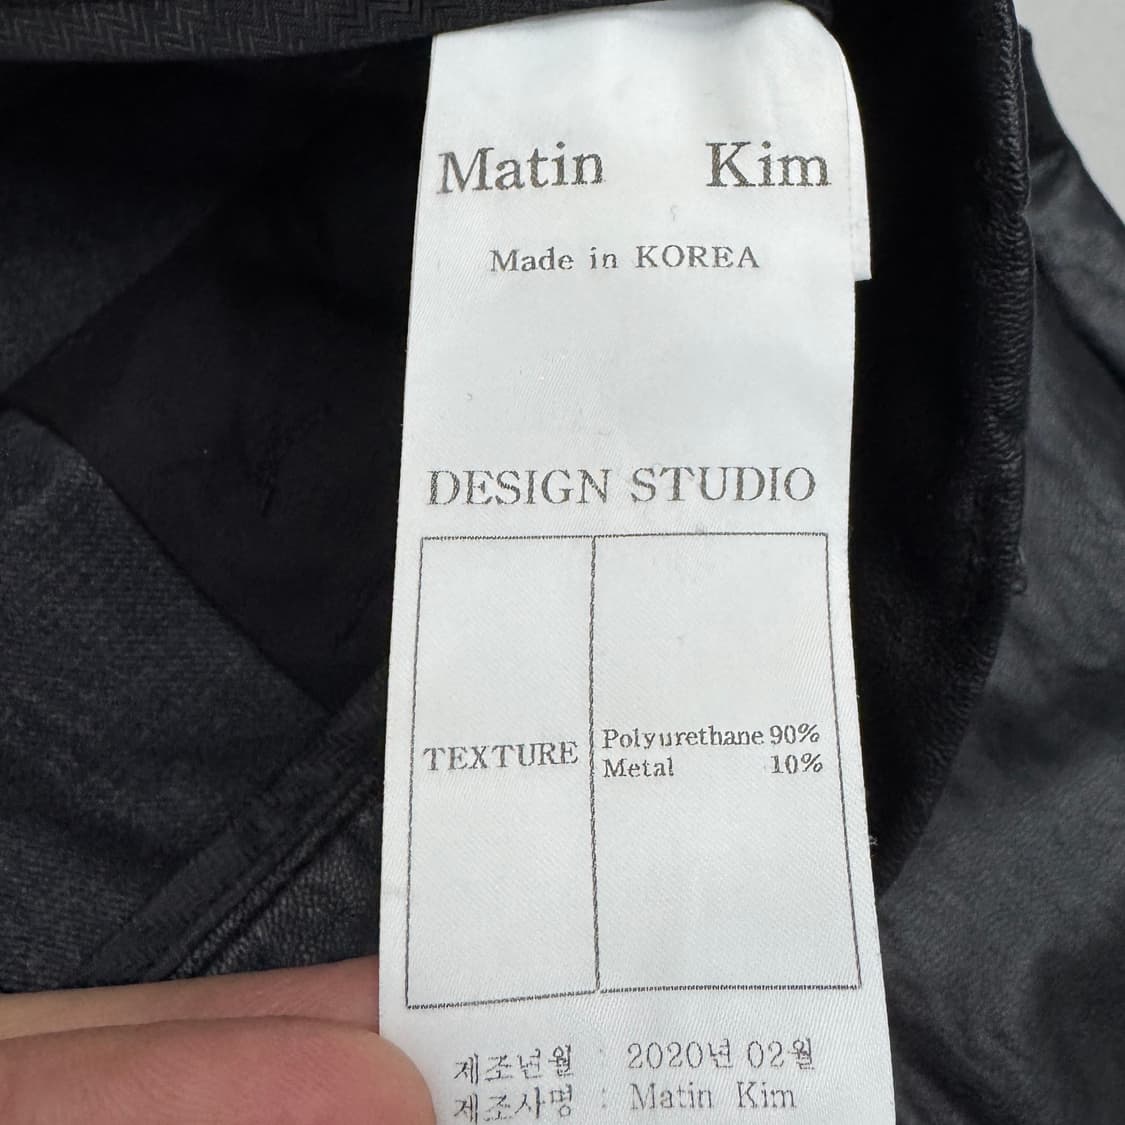 Matin Kim
Made in KOREA
DESIGN STUDIO
TEXTURE
Polyurethane 90%
Metal 10%
제조년월 : 2020년 02월
제조사명 : Matin Kim